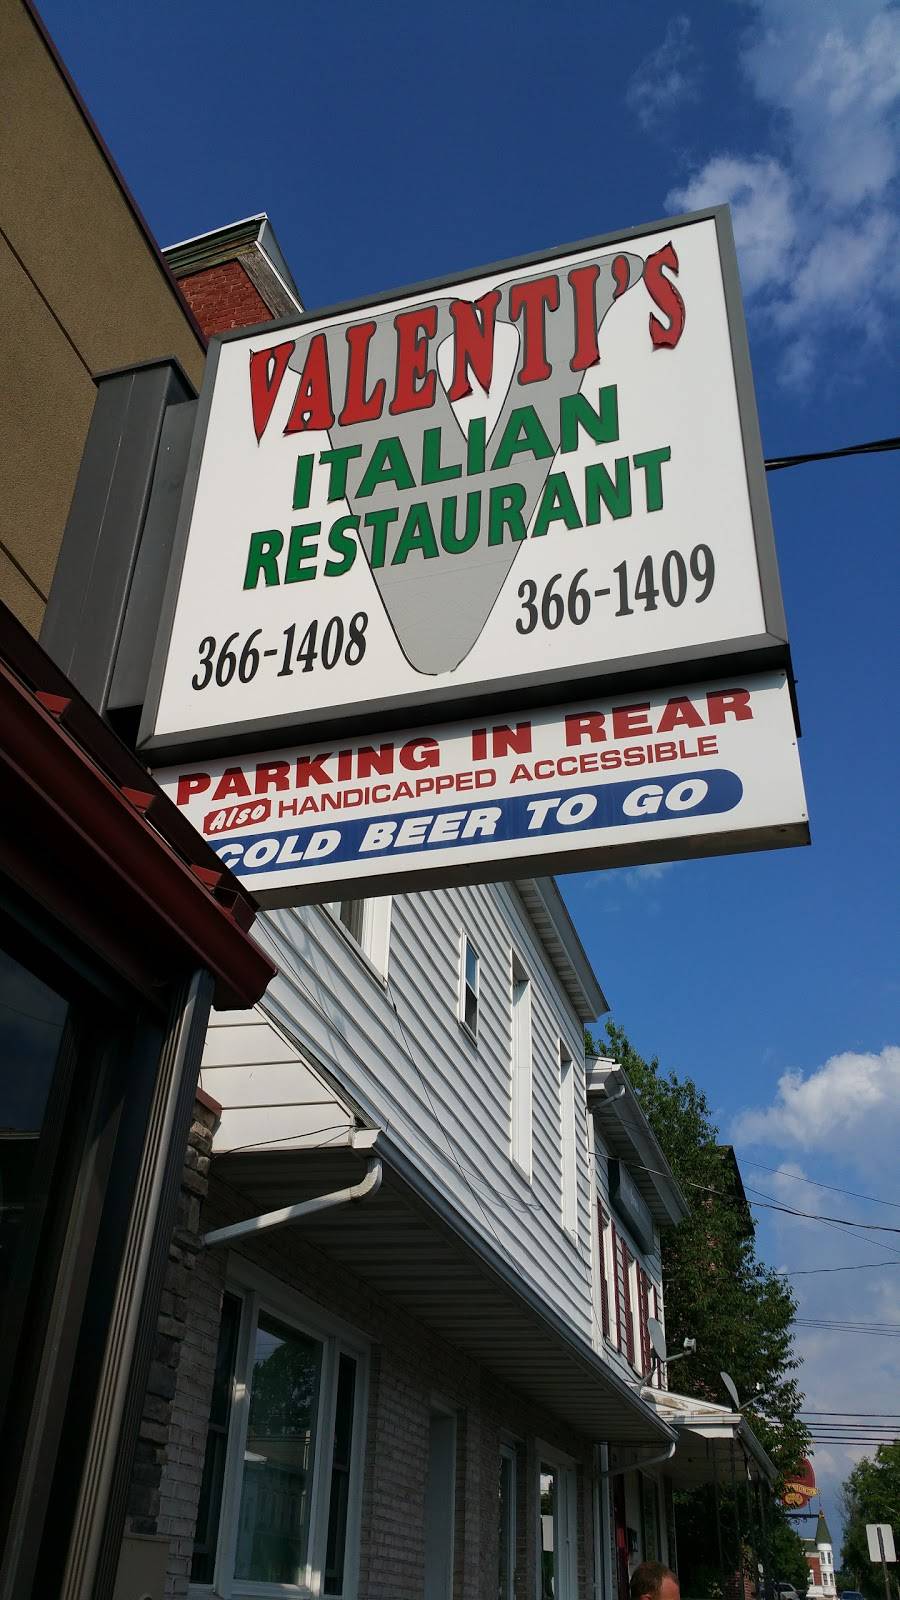 VALENTI'S
ITALIAN
RESTAURANT
366-1408
366-1409
PARKING IN REAR
Also HANDICAPPED ACCESSIBLE
COLD BEER TO GO